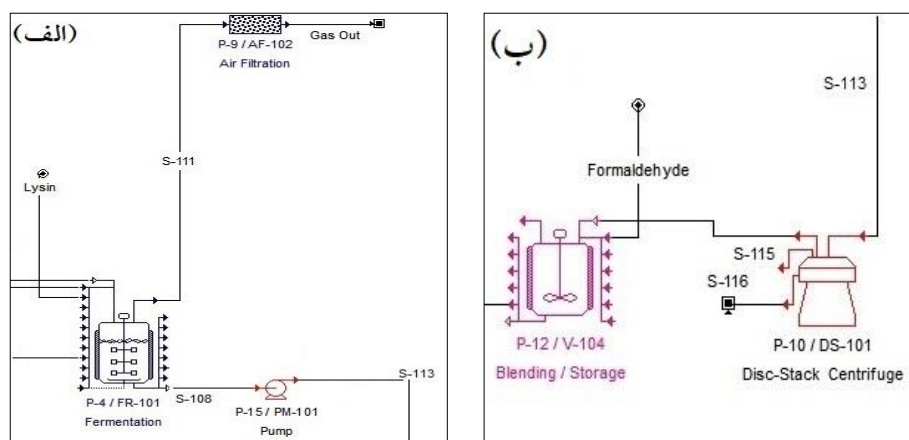 (الف)
P-9 / AF-102
Air Filtration
Gas Out
S-111
Lysin
P-4 / FR-101
Fermentation
S-108
P-15 / PM-101
Pump
S-113
(ب)
S-113
Formaldehyde
S-115
S-116
P-12 / V-104
Blending / Storage
P-10 / DS-101
Disc-Stack Centrifuge